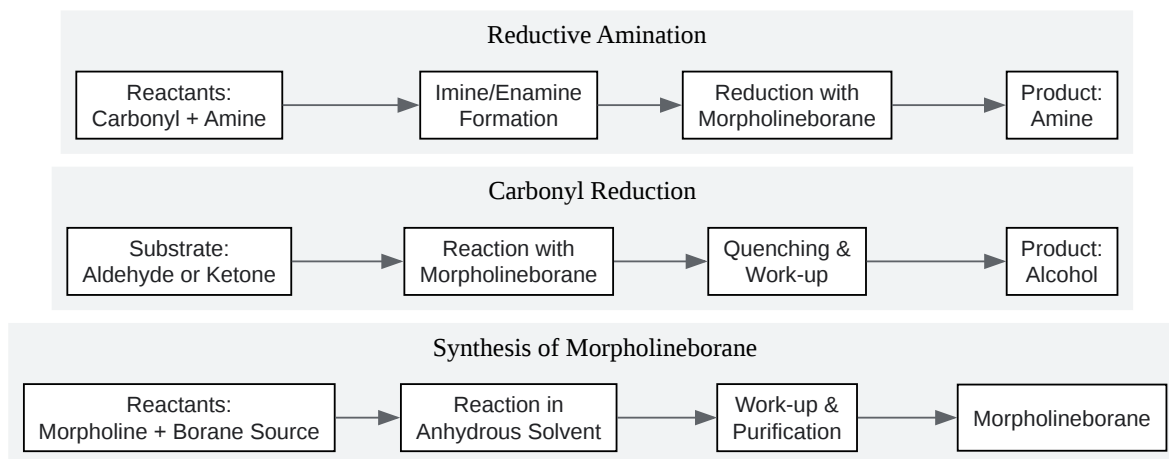 Reductive Amination
Reactants:
Carbonyl + Amine
Imine/Enamine
Formation
Reduction with
Morpholineborane
Product:
Amine
Carbonyl Reduction
Substrate:
Aldehyde or Ketone
Reaction with
Morpholineborane
Quenching &
Work-up
Product:
Alcohol
Synthesis of Morpholineborane
Reactants:
Morpholine + Borane Source
Reaction in
Anhydrous Solvent
Work-up &
Purification
Morpholineborane